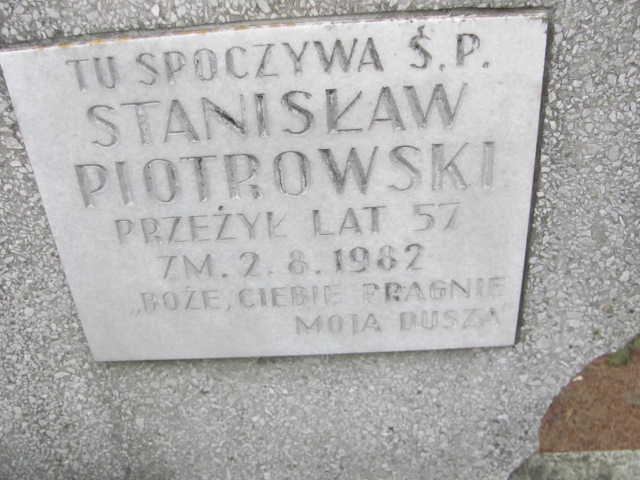 TU SPOCZYWA Ś.P.
STANISŁAW
PIOTROWSKI
PRZEŻYŁ LAT 57
ZM. 2.8.1982
„BOŻE, CIEBIE PRAGNIE
MOJA DUSZA